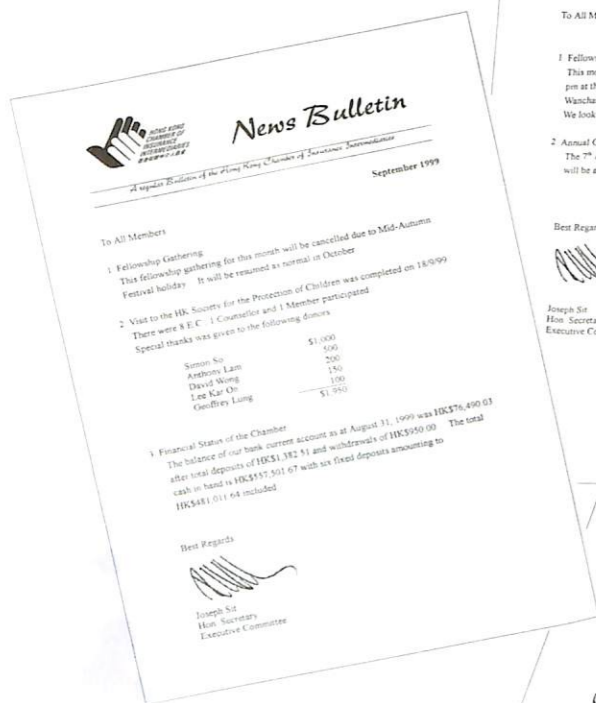 HONG KONG
CHAMBER OF
INSURANCE
INTERMEDIARIES
News Bulletin
A regular Bulletin of the Hong Kong Chamber of Insurance Intermediaries
September 1999
To All Members
1 Fellowship Gathering
This fellowship gathering for this month will be cancelled due to Mid-Autumn
Festival holiday It will be resumed as normal in October
2 Visit to the HK Society for the Protection of Children was completed on 18/9/99
There were 8 E.C. 1 Counsellor and 1 Member participated
Special thanks was given to the following donors
Simon So $1,000
Anthony Lam 500
David Wong 200
Lee Kar On 150
Geoffrey Lung 100
$1,950
3 Financial Status of the Chamber
The balance of our bank current account as at August 31, 1999 was HK$76,490.03
after total deposits of HK$1,382.51 and withdrawals of HK$950.00 The total
cash in hand is HK$557,501.67 with six fixed deposits amounting to
HK$481,011.64 included
Best Regards
Joseph Sit
Hon. Secretary
Executive Committee
To All M
1 Fellows
This mo
pm at th
Wancha
We look
2 Annual G
The 7th
will be a
Best Regar
Joseph Sit
Hon. Secreta
Executive Co